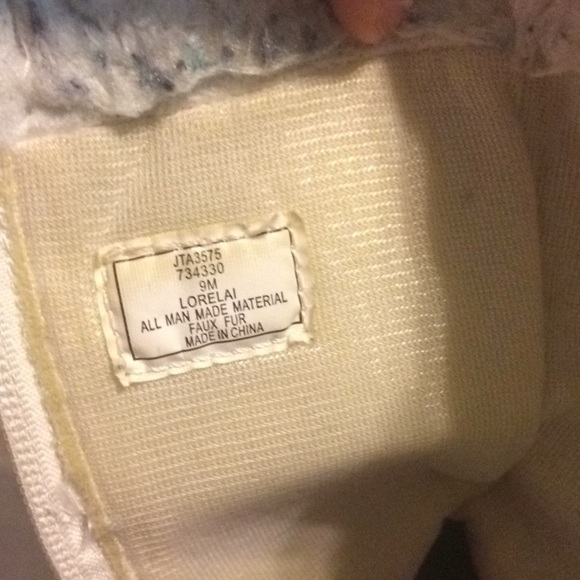 JTA3575
734330
9M
LORELAI
ALL MAN MADE MATERIAL
FAUX FUR
MADE IN CHINA